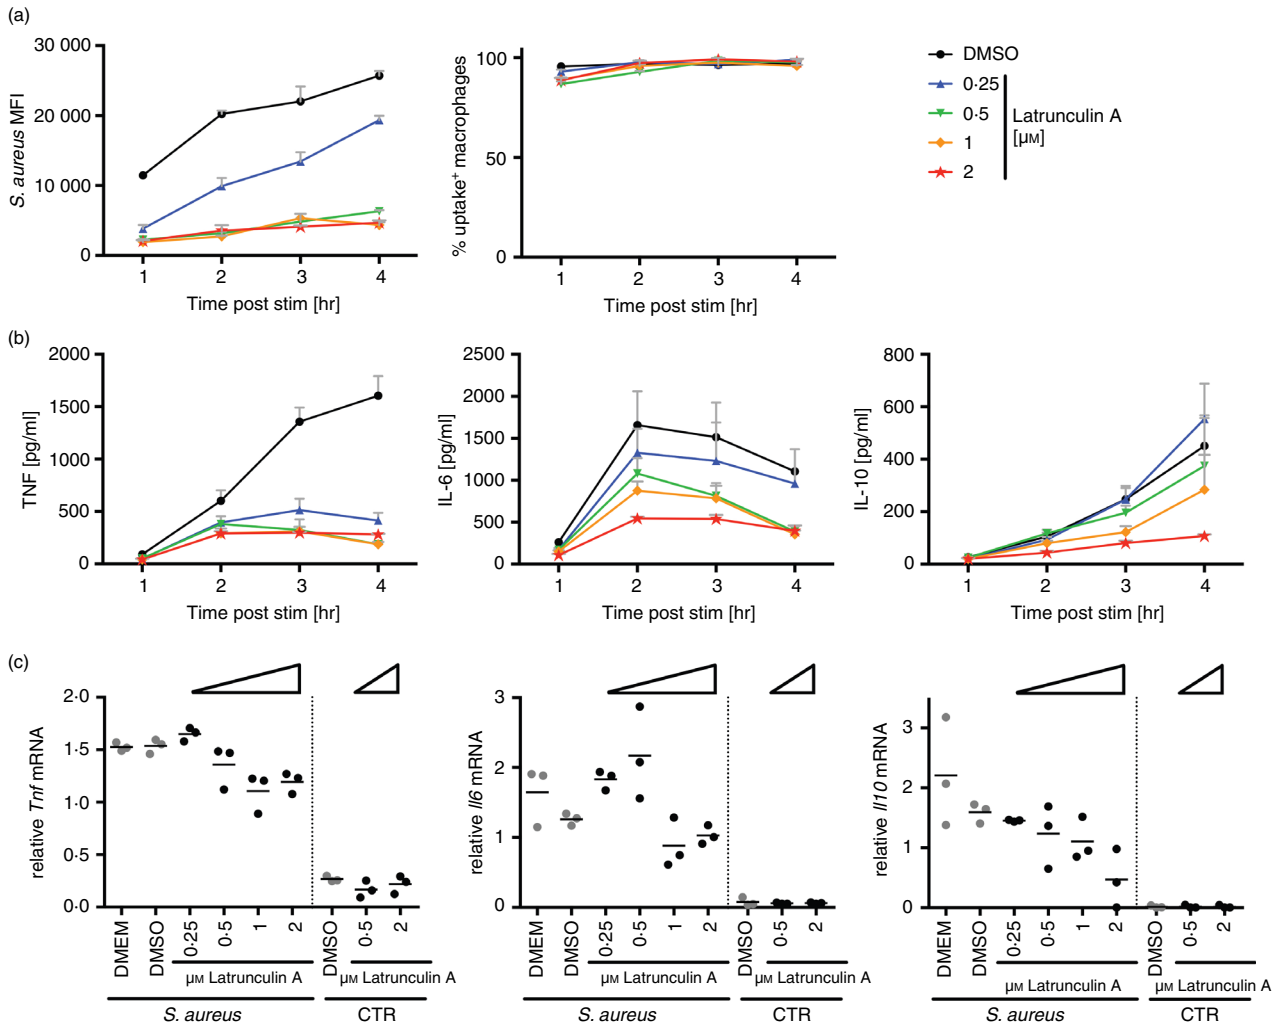 (a)
30 000
20 000
10 000
0
S. aureus MFI
1 2 3 4
Time post stim [hr]
100
50
0
% uptake+ macrophages
1 2 3 4
Time post stim [hr]
DMSO
0·25
0·5
1
2
Latrunculin A
[µM]
(b)
2000
1500
1000
500
0
TNF [pg/ml]
1 2 3 4
Time post stim [hr]
2500
2000
1500
1000
500
0
IL-6 [pg/ml]
1 2 3 4
Time post stim [hr]
800
600
400
200
0
IL-10 [pg/ml]
1 2 3 4
Time post stim [hr]
(c)
2·0
1·5
1·0
0·5
0·0
relative Tnf mRNA
DMEM DMSO 0·25 0·5 1 2 DMSO 0·5 2
µM Latrunculin A µM Latrunculin A
S. aureus CTR
3
2
1
0
relative Il6 mRNA
DMEM DMSO 0·25 0·5 1 2 DMSO 0·5 2
µM Latrunculin A µM Latrunculin A
S. aureus CTR
3
2
1
0
relative Il10 mRNA
DMEM DMSO 0·25 0·5 1 2 DMSO 0·5 2
µM Latrunculin A µM Latrunculin A
S. aureus CTR